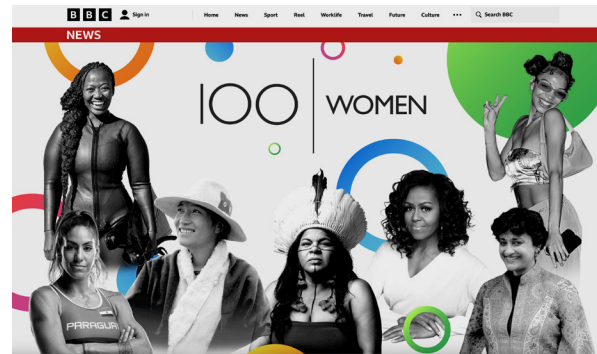 BBC Sign in Home News Sport Reel Worklife Travel Future Culture ••• Search BBC
NEWS
100 WOMEN
PARAGUAY